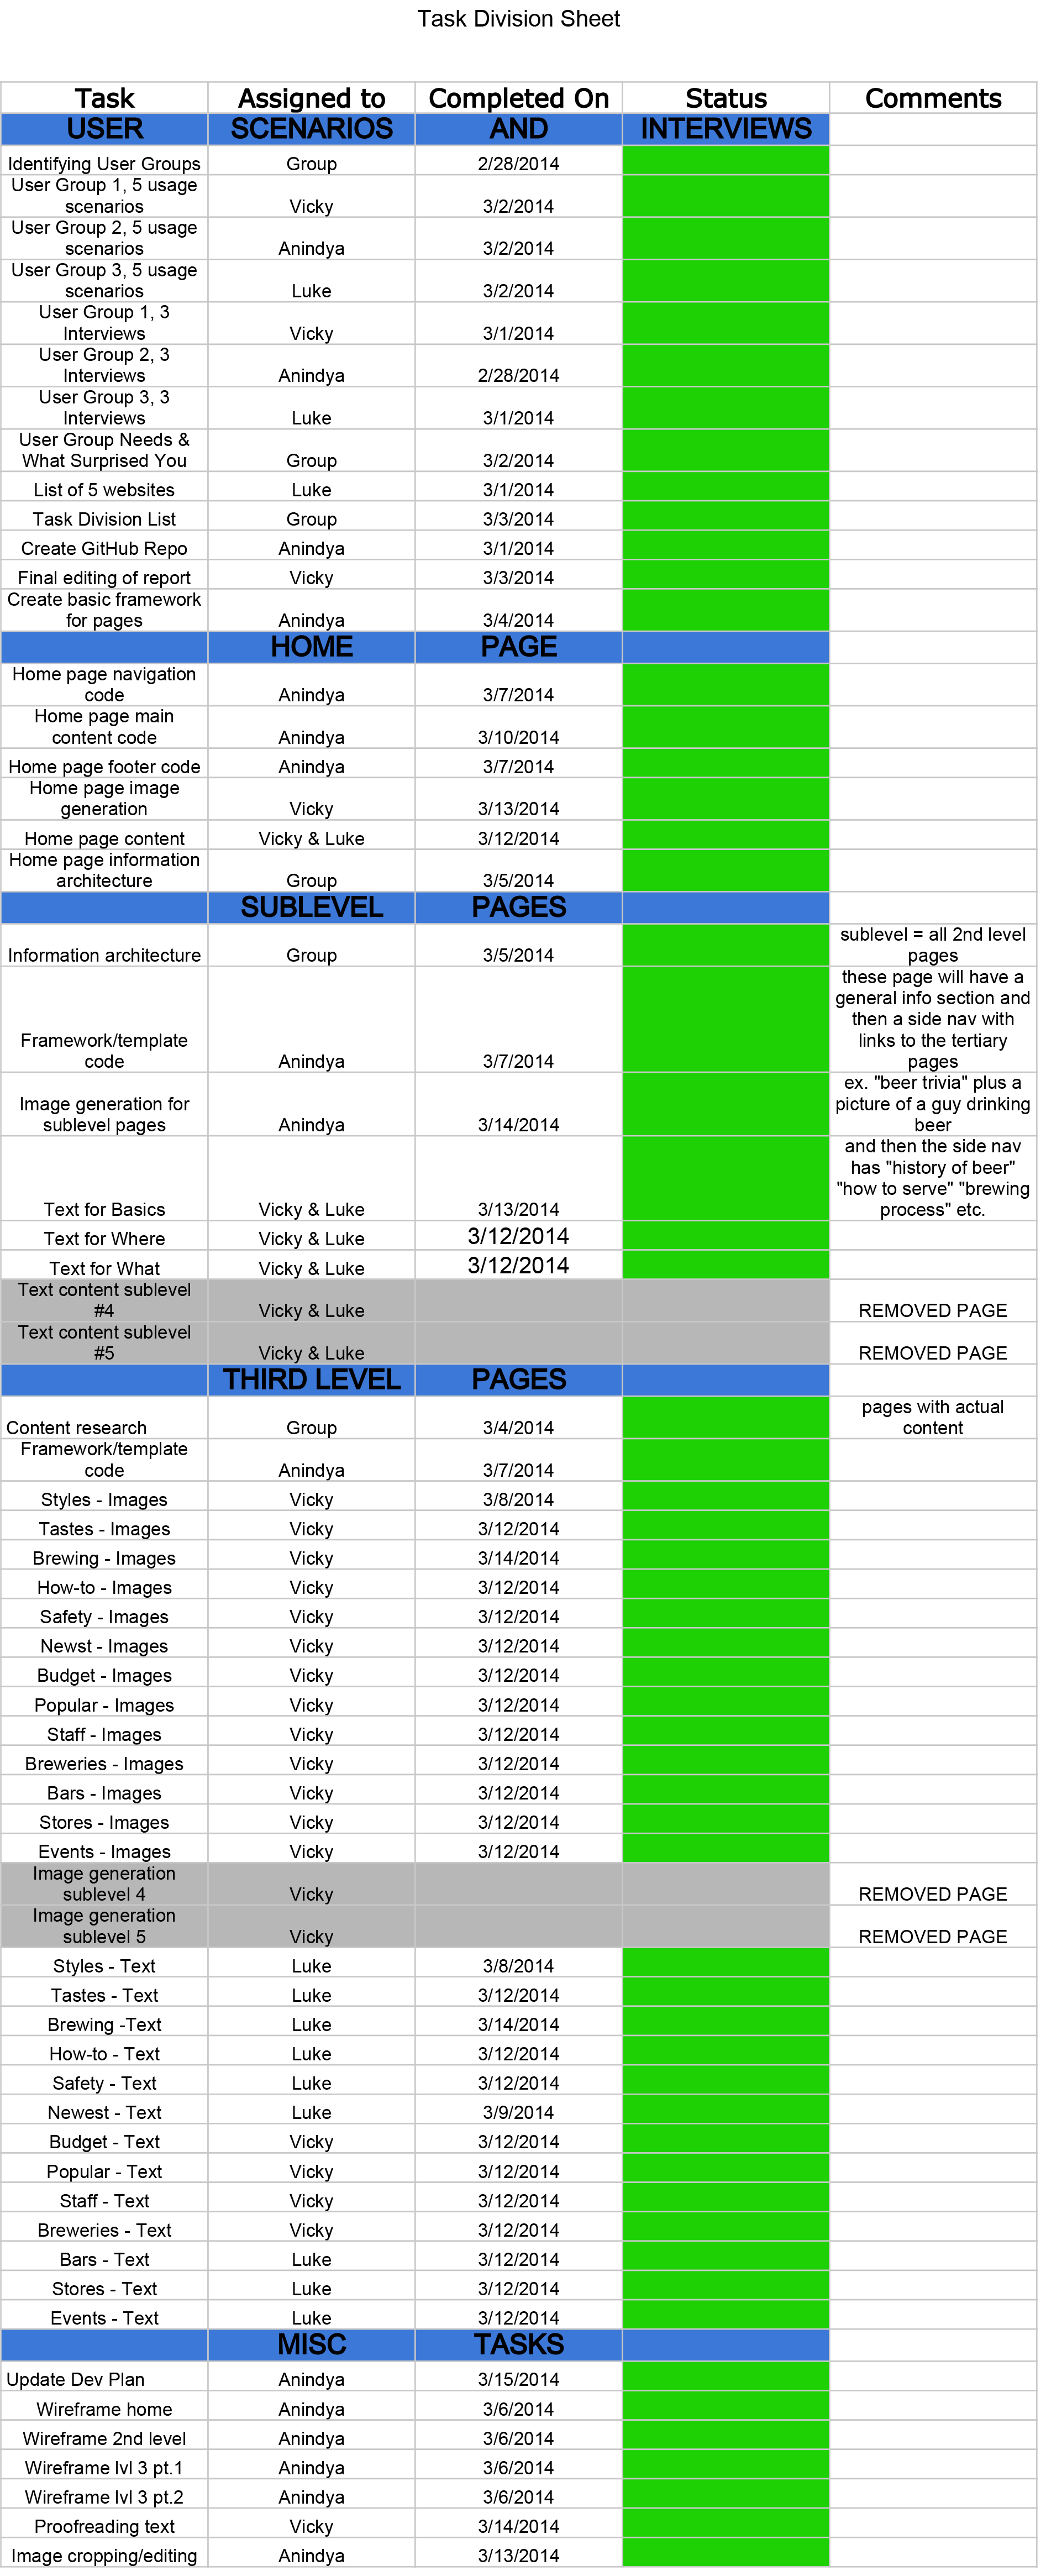 Task Division Sheet
Task Assigned to Completed On Status Comments
USER SCENARIOS AND INTERVIEWS
Identifying User Groups Group 2/28/2014
User Group 1, 5 usage
scenarios Vicky 3/2/2014
User Group 2, 5 usage
scenarios Anindya 3/2/2014
User Group 3, 5 usage
scenarios Luke 3/2/2014
User Group 1, 3
Interviews Vicky 3/1/2014
User Group 2, 3
Interviews Anindya 2/28/2014
User Group 3, 3
Interviews Luke 3/1/2014
User Group Needs &
What Surprised You Group 3/2/2014
List of 5 websites Luke 3/1/2014
Task Division List Group 3/3/2014
Create GitHub Repo Anindya 3/1/2014
Final editing of report Vicky 3/3/2014
Create basic framework
for pages Anindya 3/4/2014
HOME PAGE
Home page navigation
code Anindya 3/7/2014
Home page main
content code Anindya 3/10/2014
Home page footer code Anindya 3/7/2014
Home page image
generation Vicky 3/13/2014
Home page content Vicky & Luke 3/12/2014
Home page information
architecture Group 3/5/2014
SUBLEVEL PAGES
sublevel = all 2nd level
Information architecture Group 3/5/2014 pages
these page will have a
general info section and
then a side nav with
Framework/template links to the tertiary
code Anindya 3/7/2014 pages
ex. "beer trivia" plus a
Image generation for picture of a guy drinking
sublevel pages Anindya 3/14/2014 beer
and then the side nav
has "history of beer"
"how to serve" "brewing
Text for Basics Vicky & Luke 3/13/2014 process" etc.
Text for Where Vicky & Luke 3/12/2014
Text for What Vicky & Luke 3/12/2014
Text content sublevel
#4 Vicky & Luke REMOVED PAGE
Text content sublevel
#5 Vicky & Luke REMOVED PAGE
THIRD LEVEL PAGES
pages with actual
Content research Group 3/4/2014 content
Framework/template
code Anindya 3/7/2014
Styles - Images Vicky 3/8/2014
Tastes - Images Vicky 3/12/2014
Brewing - Images Vicky 3/14/2014
How-to - Images Vicky 3/12/2014
Safety - Images Vicky 3/12/2014
Newst - Images Vicky 3/12/2014
Budget - Images Vicky 3/12/2014
Popular - Images Vicky 3/12/2014
Staff - Images Vicky 3/12/2014
Breweries - Images Vicky 3/12/2014
Bars - Images Vicky 3/12/2014
Stores - Images Vicky 3/12/2014
Events - Images Vicky 3/12/2014
Image generation
sublevel 4 Vicky REMOVED PAGE
Image generation
sublevel 5 Vicky REMOVED PAGE
Styles - Text Luke 3/8/2014
Tastes - Text Luke 3/12/2014
Brewing -Text Luke 3/14/2014
How-to - Text Luke 3/12/2014
Safety - Text Luke 3/12/2014
Newest - Text Luke 3/9/2014
Budget - Text Vicky 3/12/2014
Popular - Text Vicky 3/12/2014
Staff - Text Vicky 3/12/2014
Breweries - Text Vicky 3/12/2014
Bars - Text Luke 3/12/2014
Stores - Text Luke 3/12/2014
Events - Text Luke 3/12/2014
MISC TASKS
Update Dev Plan Anindya 3/15/2014
Wireframe home Anindya 3/6/2014
Wireframe 2nd level Anindya 3/6/2014
Wireframe lvl 3 pt.1 Anindya 3/6/2014
Wireframe lvl 3 pt.2 Anindya 3/6/2014
Proofreading text Vicky 3/14/2014
Image cropping/editing Anindya 3/13/2014